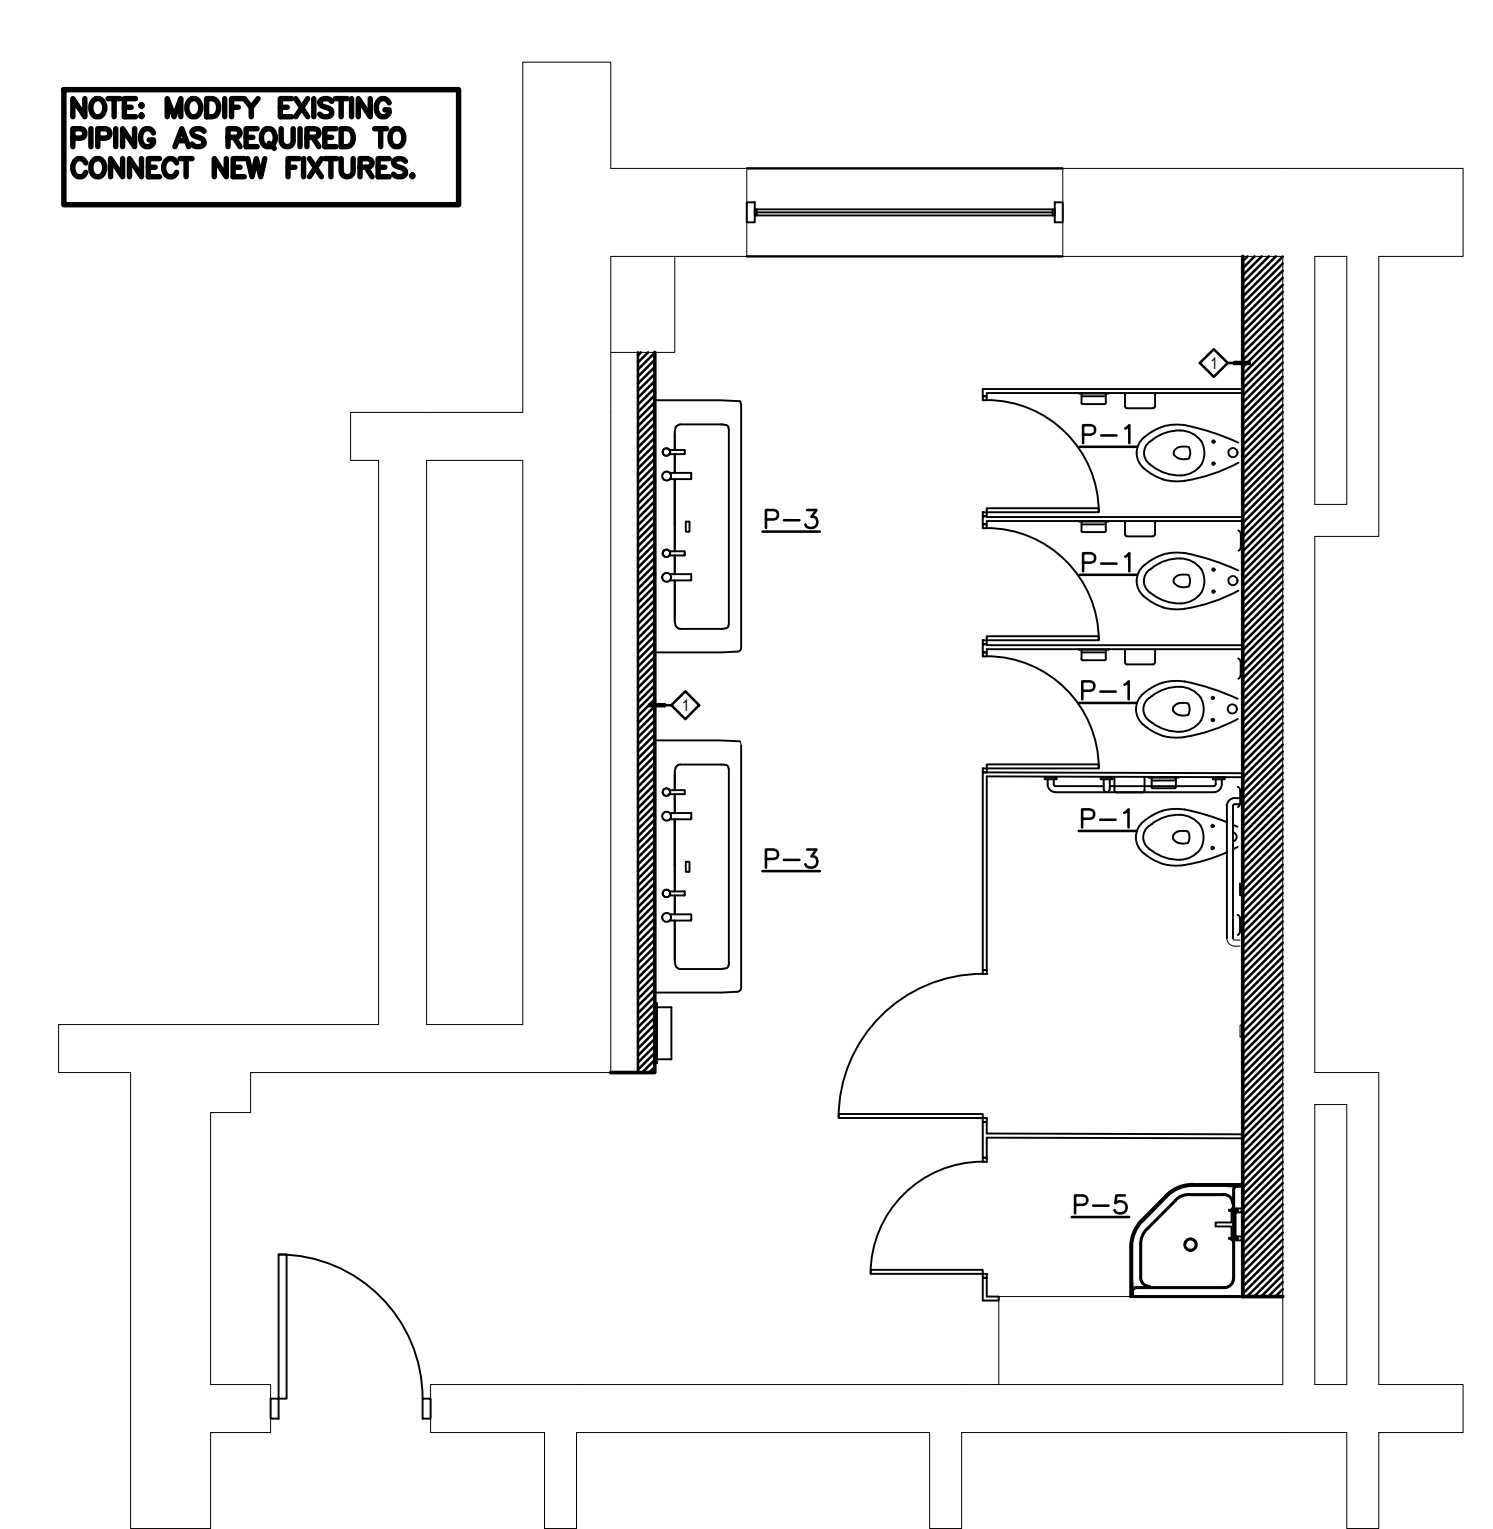 NOTE: MODIFY EXISTING
PIPING AS REQUIRED TO
CONNECT NEW FIXTURES.
1
P-1
P-3
P-1
P-1
1
P-1
P-3
P-5